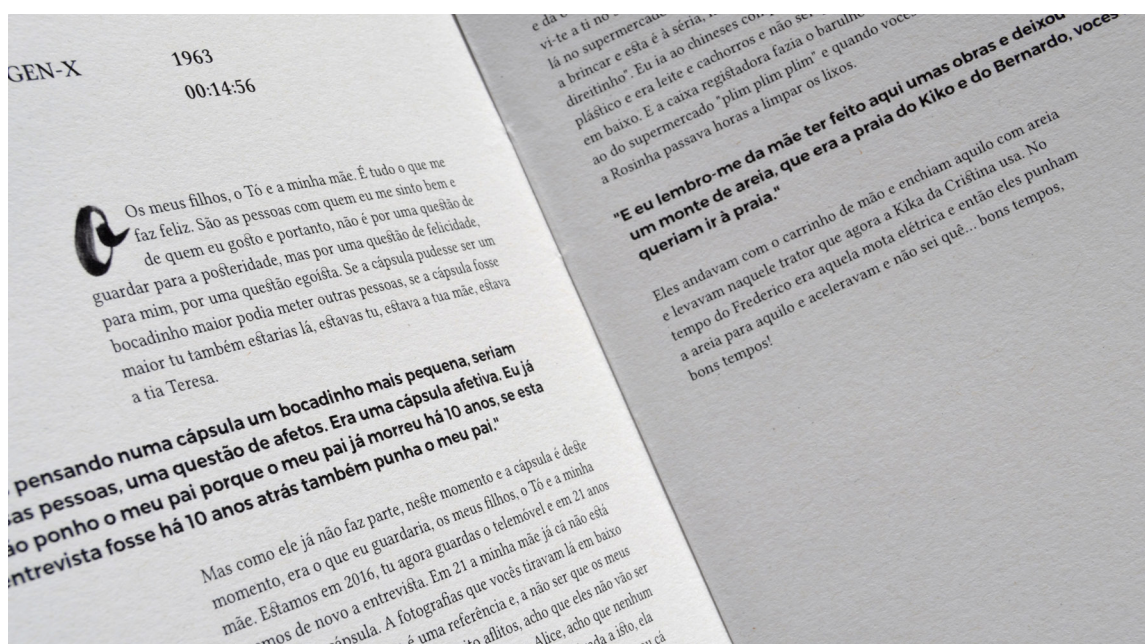 GEN-X
1963
00:14:56
Os meus filhos, o Tó e a minha mãe. É tudo o que me
faz feliz. São as pessoas com quem eu me sinto bem e
de quem eu gosto e portanto, não é por uma questão de
guardar para a posteridade, mas por uma questão de felicidade,
para mim, por uma questão egoísta. Se a cápsula pudesse ser um
bocadinho maior podia meter outras pessoas, se a cápsula fosse
maior tu também estarias lá, estavas tu, estava a tua mãe, estava
a tia Teresa.
pensando numa cápsula um bocadinho mais pequena, seriam
pessoas, uma questão de afetos. Era uma cápsula afetiva. Eu já
ponho o meu pai porque o meu pai já morreu há 10 anos, se esta
entrevista fosse há 10 anos atrás também punha o meu pai."
Mas como ele já não faz parte, neste momento e a cápsula é deste
momento, era o que eu guardaria, os meus filhos, o Tó e a minha
mãe. Estamos em 2016, tu agora guardas o telemóvel e em 21 anos
de novo a entrevista. Em 21 a minha mãe já cá não está
cápsula. A fotografias que vocês tiravam lá em baixo
é uma referência e, a não ser que os meus
aflitos, acho que eles não vão ser
Alice, acho que nenhum
a isto, ela
cá
e da
vi-te a ti no supermercado
lá no supermercado
a brincar e esta é à séria,
direitinho". Eu ia ao chineses
plástico e era leite e cachorros e não
em baixo. E a caixa registadora fazia o barulho
ao do supermercado "plim plim plim" e quando vocês
a Rosinha passava horas a limpar os lixos.
"E eu lembro-me da mãe ter feito aqui umas obras e deixou
um monte de areia, que era a praia do Kiko e do Bernardo, vocês
queriam ir à praia."
Eles andavam com o carrinho de mão e enchiam aquilo com areia
e levavam naquele trator que agora a Kika da Cristina usa. No
tempo do Frederico era aquela mota elétrica e então eles punham
a areia para aquilo e aceleravam e não sei quê... bons tempos,
bons tempos!